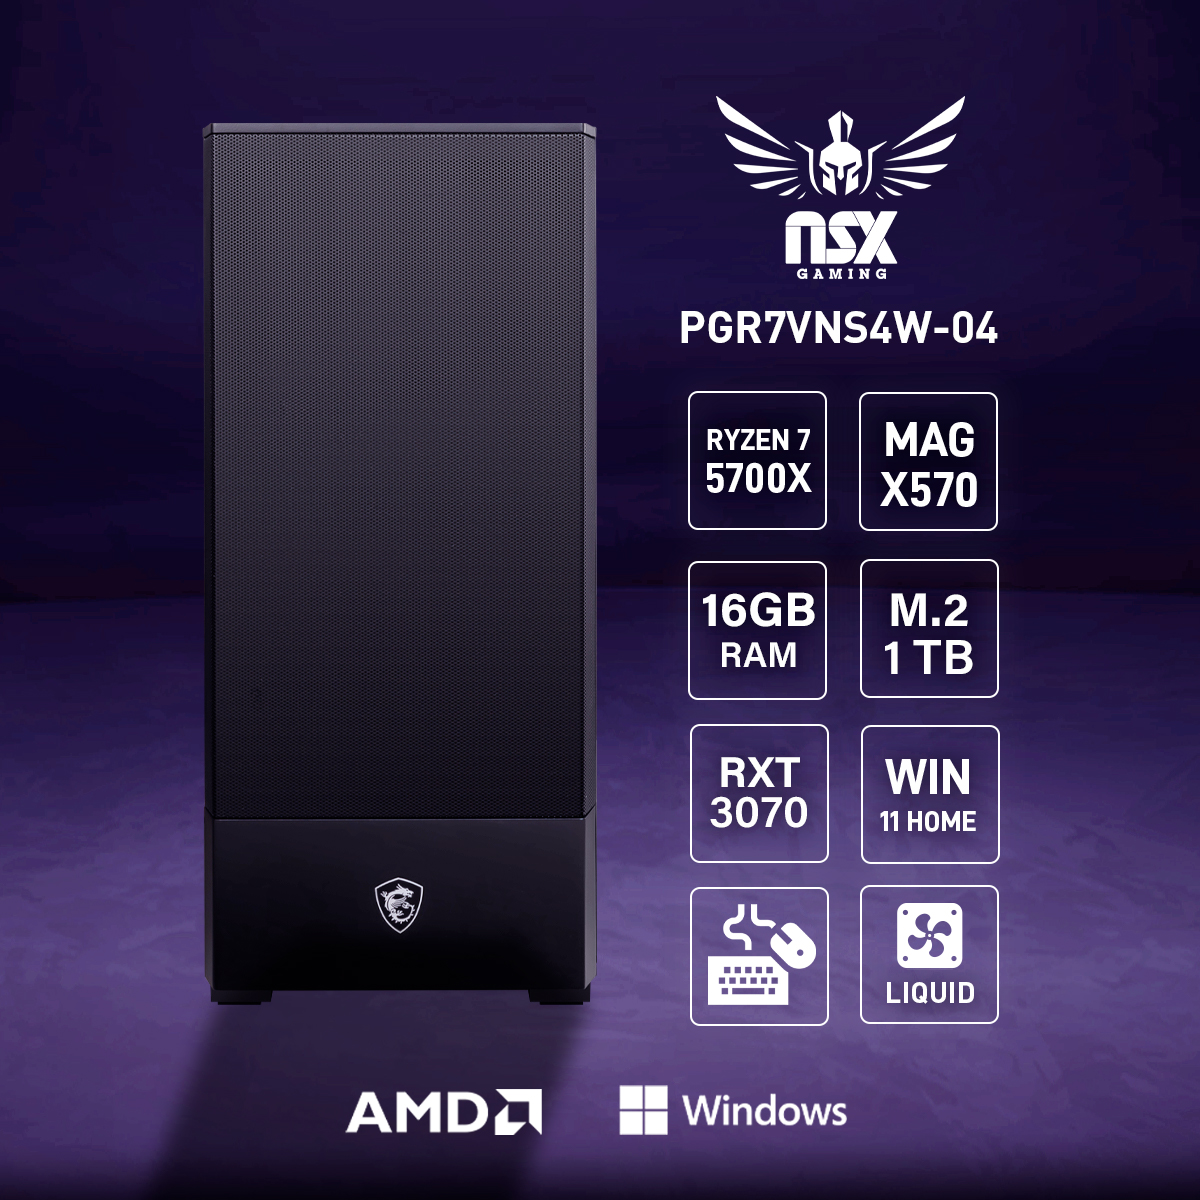 NSX
GAMING
PGR7VNS4W-04
RYZEN 7
5700X
MAG
X570
16GB
RAM
M.2
1 TB
RXT
3070
WIN
11 HOME
LIQUID
AMD
Windows